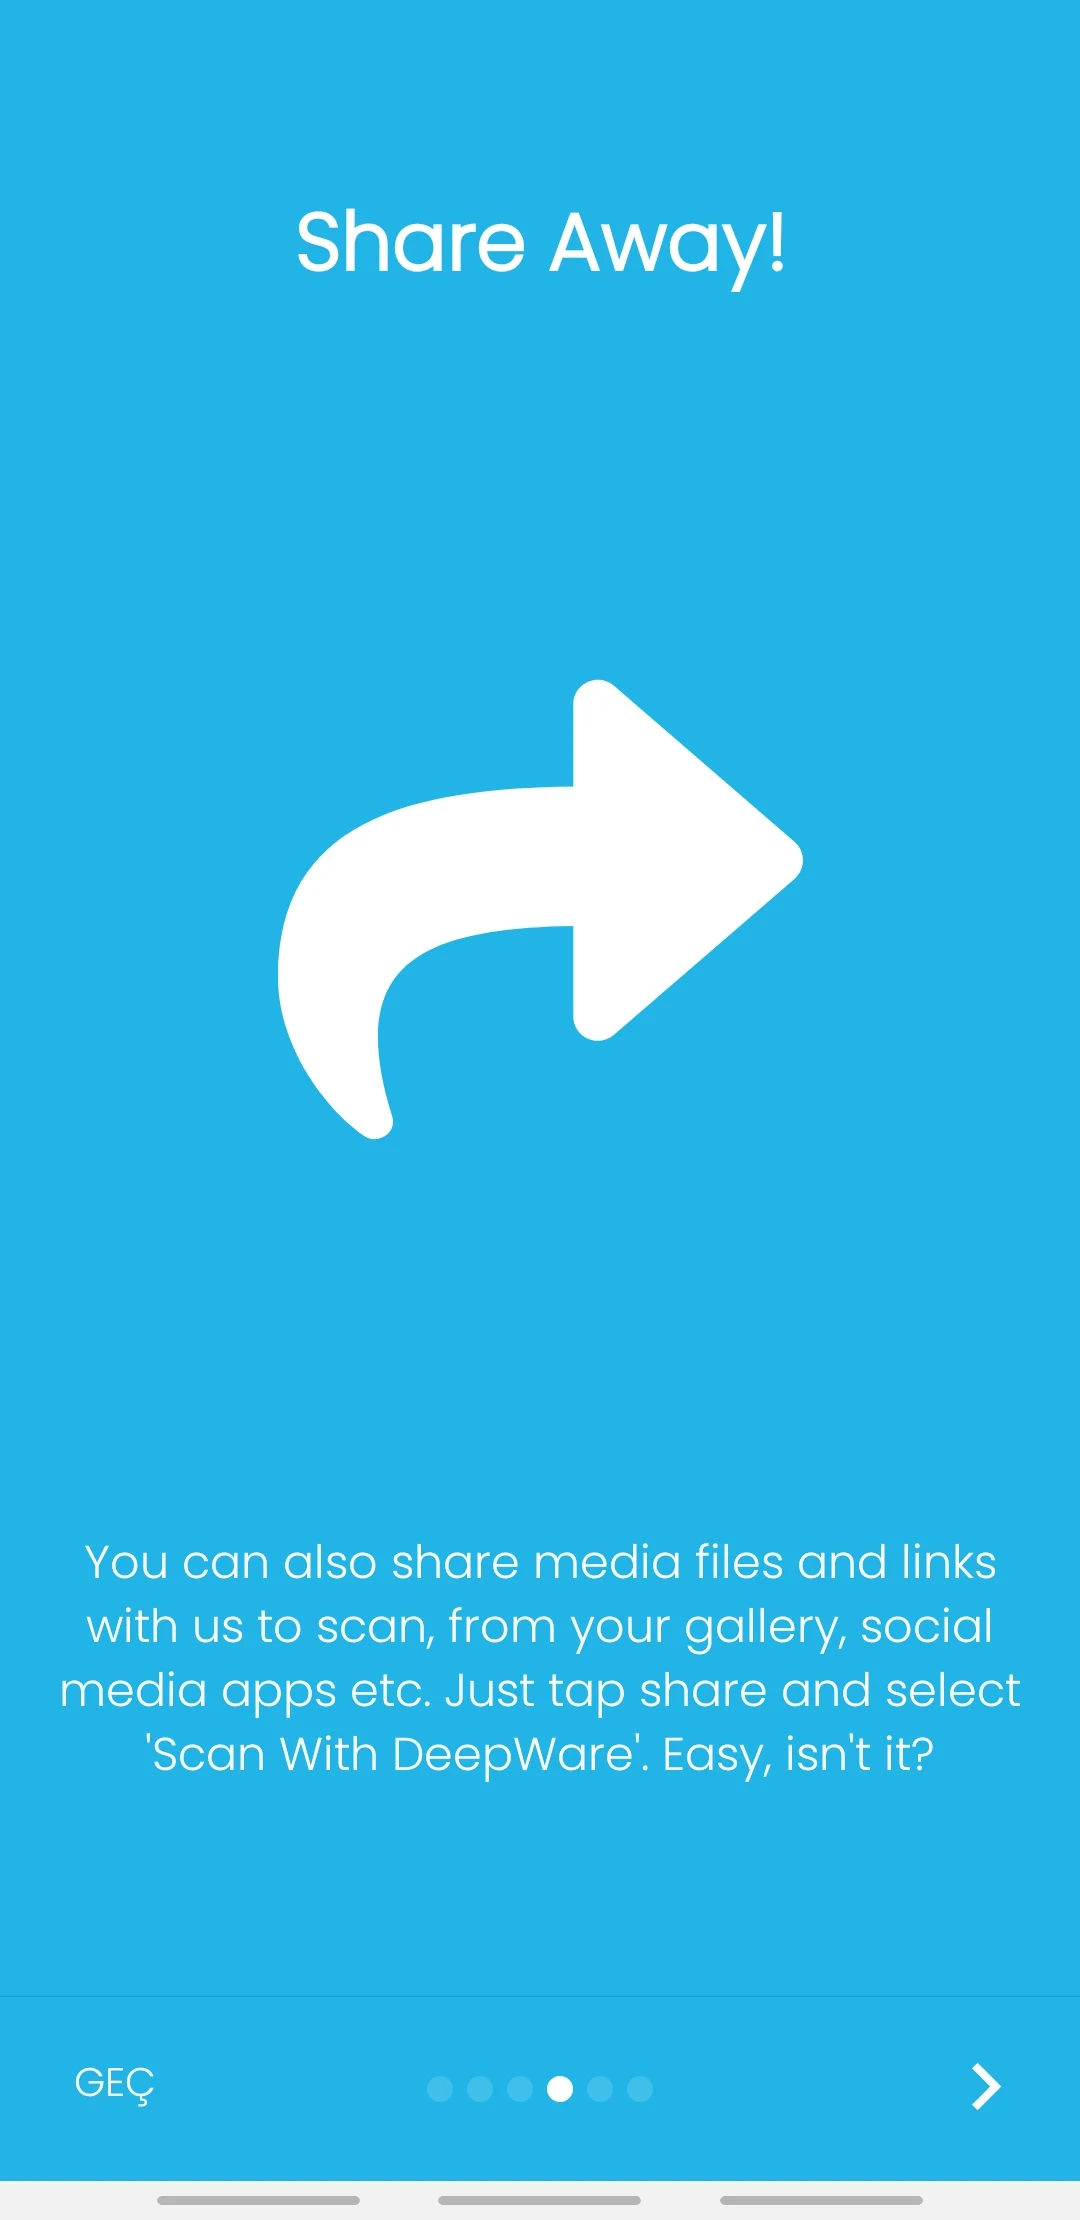 Share Away!
You can also share media files and links
with us to scan, from your gallery, social
media apps etc. Just tap share and select
'Scan With DeepWare'. Easy, isn't it?
GEÇ